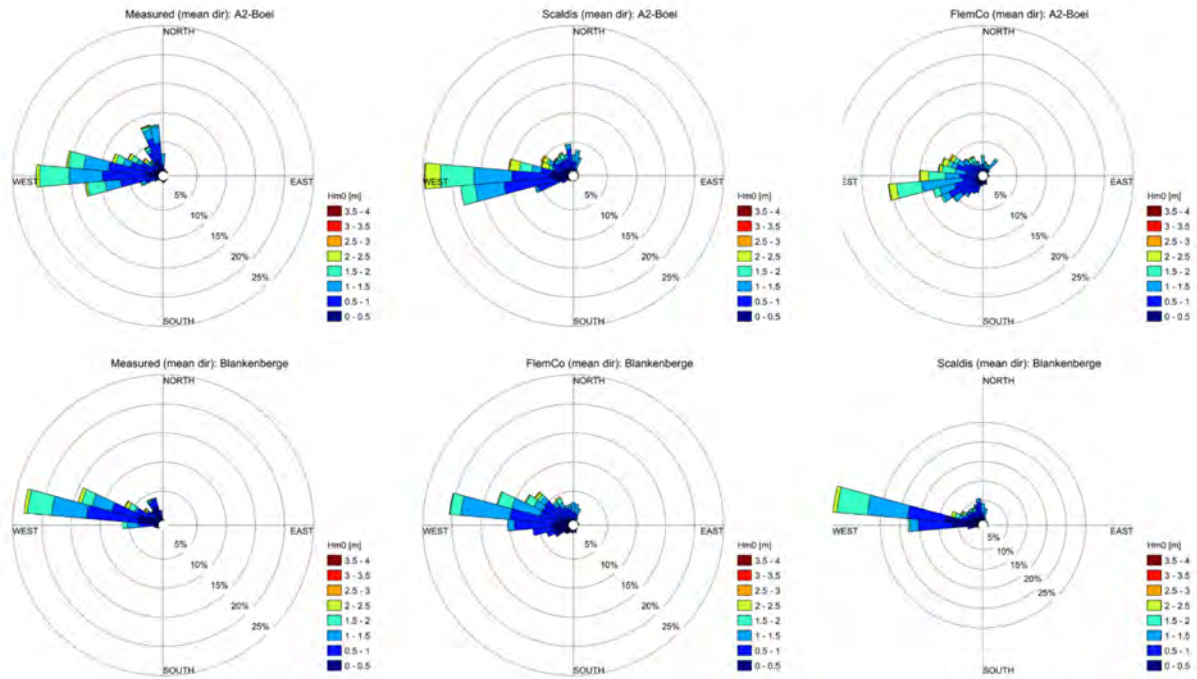 Measured (mean dir): A2-Boei
NORTH
WEST
EAST
5%
10%
15%
20%
25%
SOUTH
Hm0 [m]
3.5 - 4
3 - 3.5
2.5 - 3
2 - 2.5
1.5 - 2
1 - 1.5
0.5 - 1
0 - 0.5
Scaldis (mean dir): A2-Boei
NORTH
WEST
EAST
5%
10%
15%
20%
25%
SOUTH
Hm0 [m]
3.5 - 4
3 - 3.5
2.5 - 3
2 - 2.5
1.5 - 2
1 - 1.5
0.5 - 1
0 - 0.5
FlemCo (mean dir): A2-Boei
NORTH
EST
EAST
5%
10%
15%
20%
25%
SOUTH
Hm0 [m]
3.5 - 4
3 - 3.5
2.5 - 3
2 - 2.5
1.5 - 2
1 - 1.5
0.5 - 1
0 - 0.5
Measured (mean dir): Blankenberge
NORTH
WEST
EAST
5%
10%
15%
20%
25%
SOUTH
Hm0 [m]
3.5 - 4
3 - 3.5
2.5 - 3
2 - 2.5
1.5 - 2
1 - 1.5
0.5 - 1
0 - 0.5
FlemCo (mean dir): Blankenberge
NORTH
WEST
EAST
5%
10%
15%
20%
25%
SOUTH
Hm0 [m]
3.5 - 4
3 - 3.5
2.5 - 3
2 - 2.5
1.5 - 2
1 - 1.5
0.5 - 1
0 - 0.5
Scaldis (mean dir): Blankenberge
NORTH
WEST
EAST
5%
10%
15%
20%
25%
SOUTH
Hm0 [m]
3.5 - 4
3 - 3.5
2.5 - 3
2 - 2.5
1.5 - 2
1 - 1.5
0.5 - 1
0 - 0.5